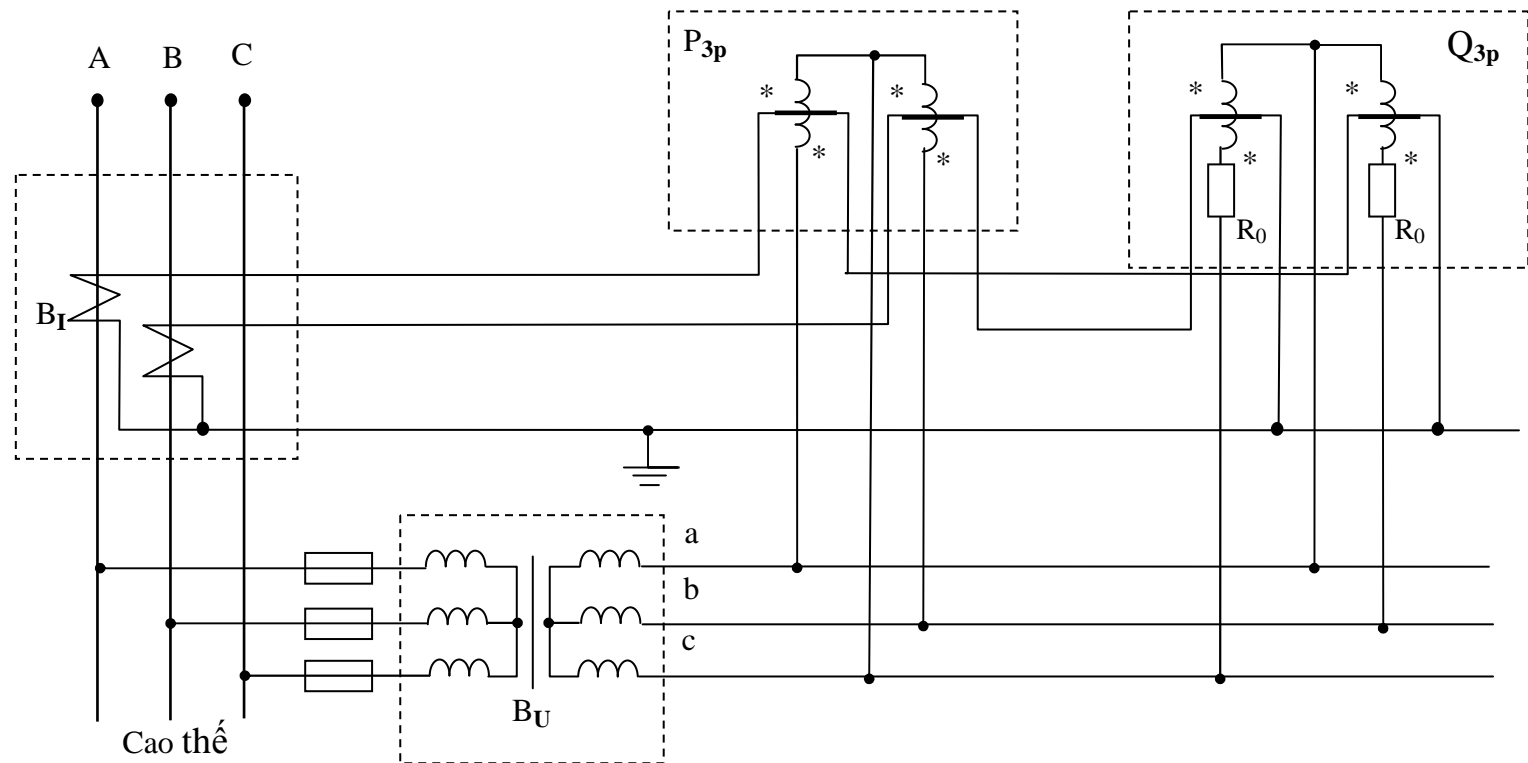 A B C
P3p
Q3p
* * * *
* * * *
R0 R0
BI
a
b
c
BU
Cao thế